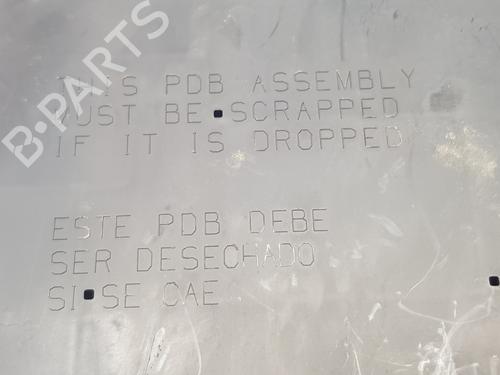 B-PARTS
THIS PDB ASSEMBLY
MUST BE SCRAPPED
IF IT IS DROPPED
ESTE PDB DEBE
SER DESECHADO
SI SE CAE